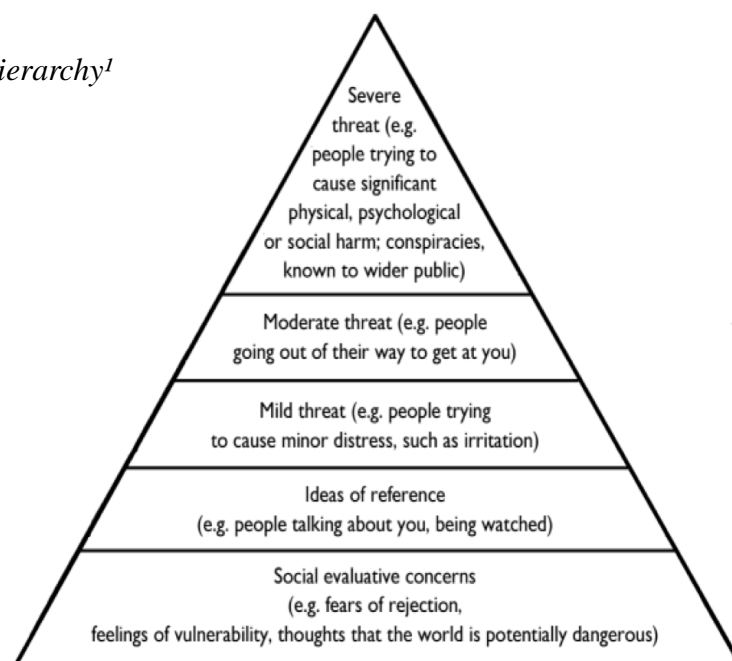 ierarchy¹
Severe
threat (e.g.
people trying to
cause significant
physical, psychological
or social harm; conspiracies,
known to wider public)
Moderate threat (e.g. people
going out of their way to get at you)
Mild threat (e.g. people trying
to cause minor distress, such as irritation)
Ideas of reference
(e.g. people talking about you, being watched)
Social evaluative concerns
(e.g. fears of rejection,
feelings of vulnerability, thoughts that the world is potentially dangerous)